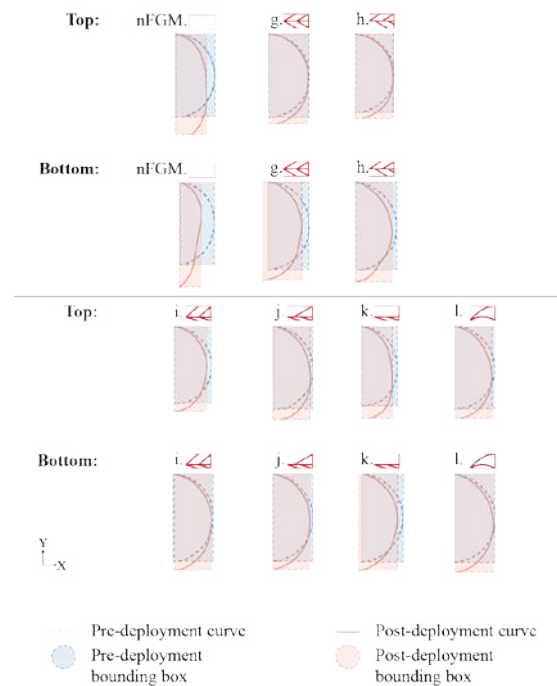 Top: nFGM. g. h.
Bottom: nFGM. g. h.
Top: i. j. k. l.
Bottom: i. j. k. l.
Y
X
Pre-deployment curve Post-deployment curve
Pre-deployment Post-deployment
bounding box bounding box